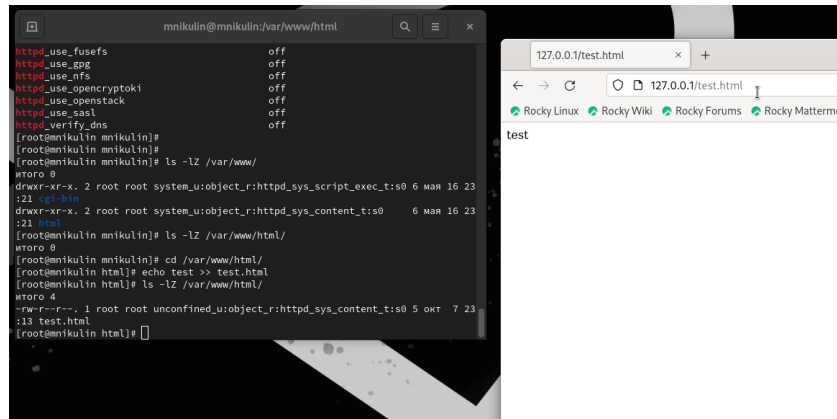 mnikulin@mnikulin:/var/www/html
httpd_use_fusefs off
httpd_use_gpg off
httpd_use_nfs off
httpd_use_opencryptoki off
httpd_use_openstack off
httpd_use_sasl off
httpd_verify_dns off
[root@mnikulin mnikulin]#
[root@mnikulin mnikulin]#
[root@mnikulin mnikulin]# ls -lZ /var/www/
итого 0
drwxr-xr-x. 2 root root system_u:object_r:httpd_sys_script_exec_t:s0 6 мая 16 23
:21 cgi-bin
drwxr-xr-x. 2 root root system_u:object_r:httpd_sys_content_t:s0 6 мая 16 23
:21 html
[root@mnikulin mnikulin]# ls -lZ /var/www/html/
итого 0
[root@mnikulin mnikulin]# cd /var/www/html/
[root@mnikulin html]# echo test >> test.html
[root@mnikulin html]# ls -lZ /var/www/html/
итого 4
-rw-r--r--. 1 root root unconfined_u:object_r:httpd_sys_content_t:s0 5 окт 7 23
:13 test.html
[root@mnikulin html]#
127.0.0.1/test.html
127.0.0.1/test.html
Rocky Linux Rocky Wiki Rocky Forums Rocky Matterm
test